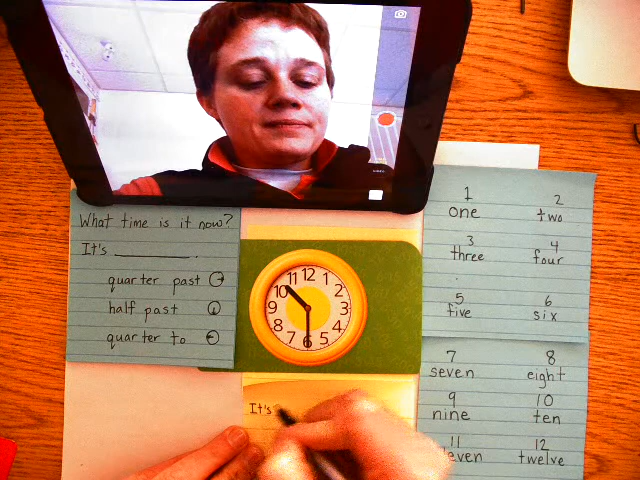 What time is it now?
It's ________.
quarter past
half past
quarter to
12
1
2
3
4
5
6
7
8
9
10
11
It's
1 2
one two
3 4
three four
5 6
five six
7 8
seven eight
9 10
nine ten
11 12
twelve